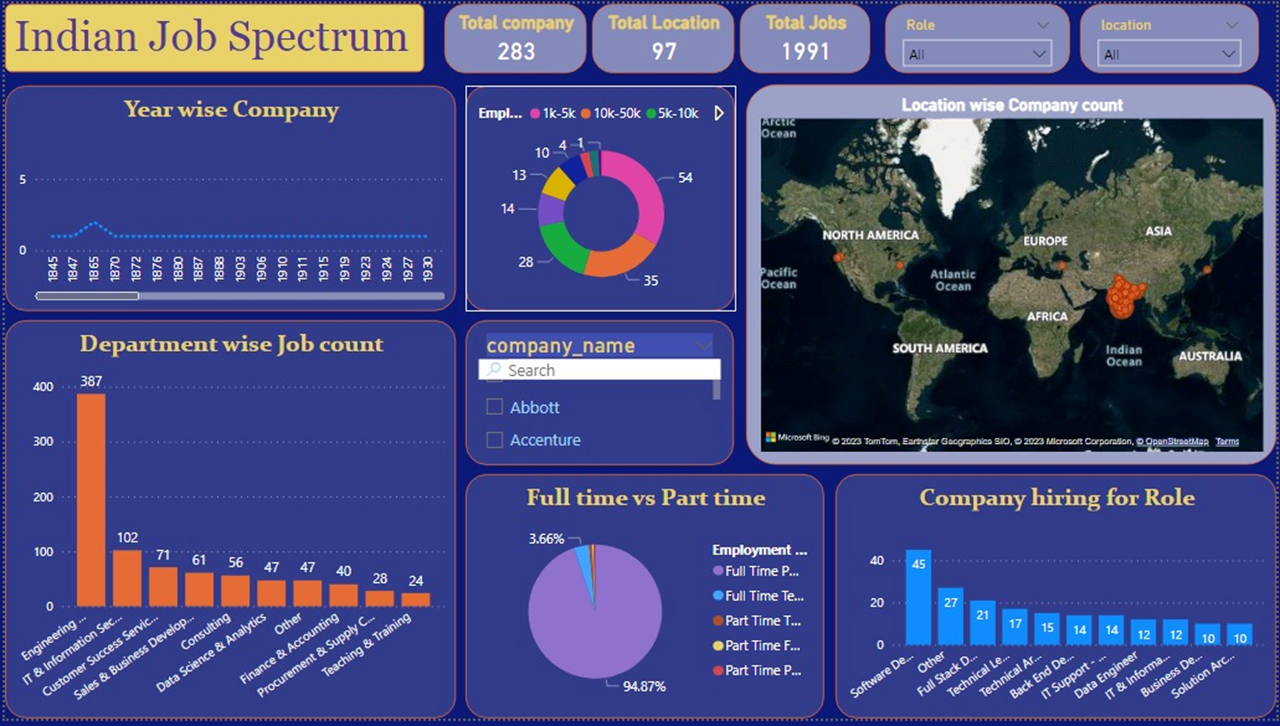 Indian Job Spectrum
Total company
283
Total Location
97
Total Jobs
1991
Role
All
location
All
Year wise Company
5
0
1845 1847 1865 1870 1872 1876 1880 1887 1888 1903 1906 1910 1911 1915 1919 1923 1924 1927 1930
Empl... 1k-5k 10k-50k 5k-10k
54
35
28
14
13
10
4
1
Location wise Company count
Arctic
Ocean
NORTH AMERICA
EUROPE
ASIA
Pacific
Ocean
Atlantic
Ocean
AFRICA
SOUTH AMERICA
Indian
Ocean
AUSTRALIA
Microsoft Bing © 2023 TomTom, Earthstar Geographics SIO, © 2023 Microsoft Corporation, © OpenStreetMap Terms
Department wise Job count
400
300
200
100
0
387
102
71
61
56
47
47
40
28
24
Engineering ...
IT & Information Sec...
Customer Success Servic...
Sales & Business Develop...
Consulting
Data Science & Analytics
Other
Finance & Accounting
Procurement & Supply C...
Teaching & Training
company_name
Search
Abbott
Accenture
Full time vs Part time
3.66%
94.87%
Employment ...
Full Time P...
Full Time Te...
Part Time T...
Part Time F...
Part Time P...
Company hiring for Role
40
20
0
45
27
21
17
15
14
14
12
12
10
10
Software De...
Other
Full Stack D...
Technical Le...
Technical Ar...
Back End De...
IT Support - ...
Data Engineer
IT & Informa...
Business De...
Solution Arc...